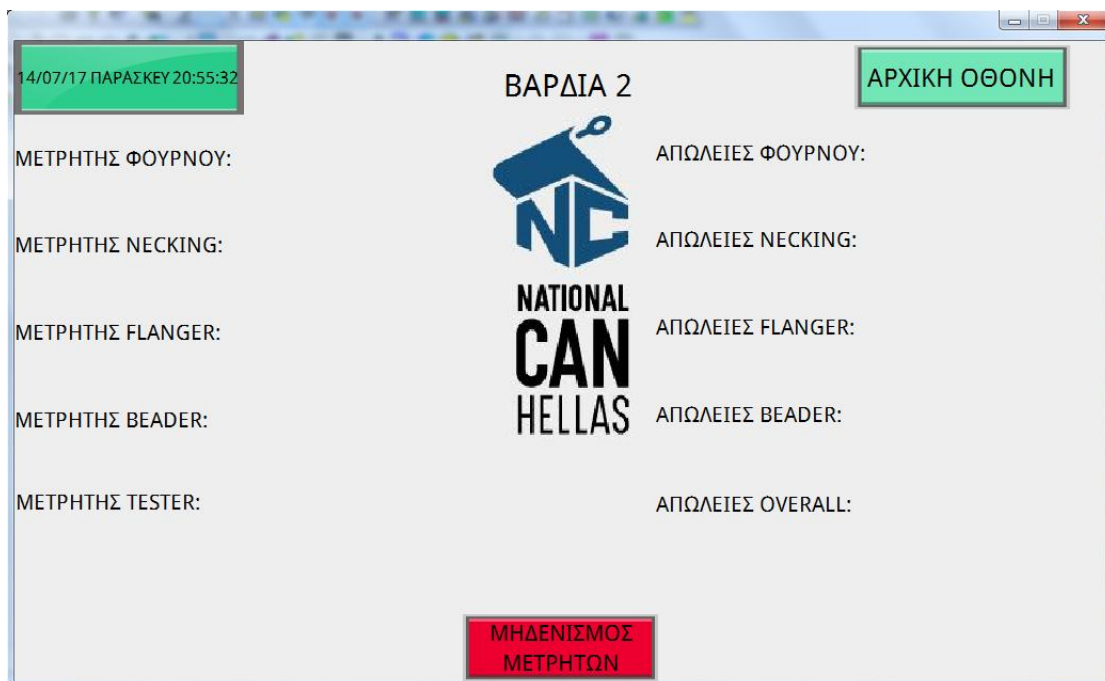 14/07/17 ΠΑΡΑΣΚΕΥ 20:55:32
ΒΑΡΔΙΑ 2
ΑΡΧΙΚΗ ΟΘΟΝΗ
ΜΕΤΡΗΤΗΣ ΦΟΥΡΝΟΥ:
ΜΕΤΡΗΤΗΣ NECKING:
ΜΕΤΡΗΤΗΣ FLANGER:
ΜΕΤΡΗΤΗΣ BEADER:
ΜΕΤΡΗΤΗΣ TESTER:
NC
NATIONAL
CAN
HELLAS
ΑΠΩΛΕΙΕΣ ΦΟΥΡΝΟΥ:
ΑΠΩΛΕΙΕΣ NECKING:
ΑΠΩΛΕΙΕΣ FLANGER:
ΑΠΩΛΕΙΕΣ BEADER:
ΑΠΩΛΕΙΕΣ OVERALL:
ΜΗΔΕΝΙΣΜΟΣ
ΜΕΤΡΗΤΩΝ